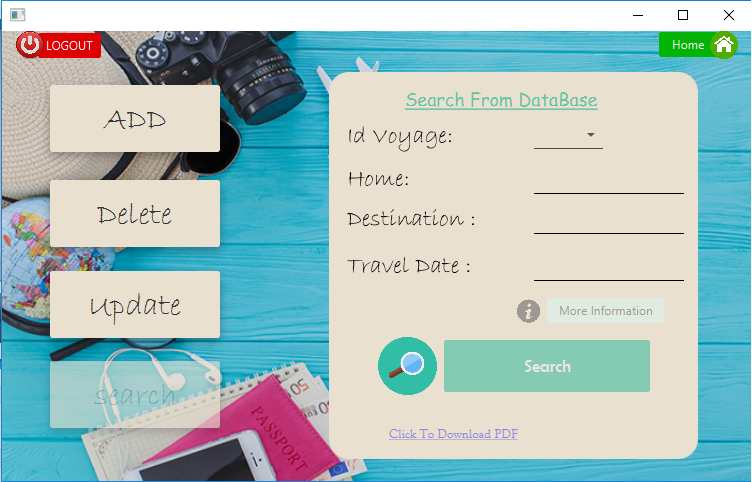 LOGOUT
Home
ADD
Delete
Update
search
Search From DataBase
Id Voyage:
Home:
Destination :
Travel Date :
More Information
Search
Click To Download PDF
PASSPORT
50